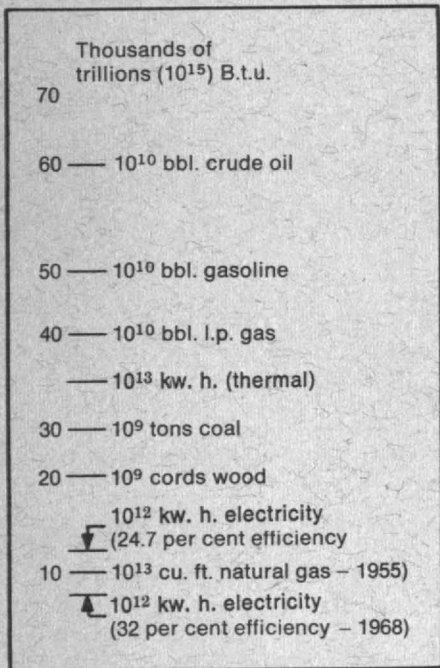 Thousands of
trillions (10¹⁵) B.t.u.
70
60 — 10¹⁰ bbl. crude oil
50 — 10¹⁰ bbl. gasoline
40 — 10¹⁰ bbl. l.p. gas
— 10¹³ kw. h. (thermal)
30 — 10⁹ tons coal
20 — 10⁹ cords wood
10¹² kw. h. electricity
(24.7 per cent efficiency
10 — 10¹³ cu. ft. natural gas – 1955)
10¹² kw. h. electricity
(32 per cent efficiency – 1968)